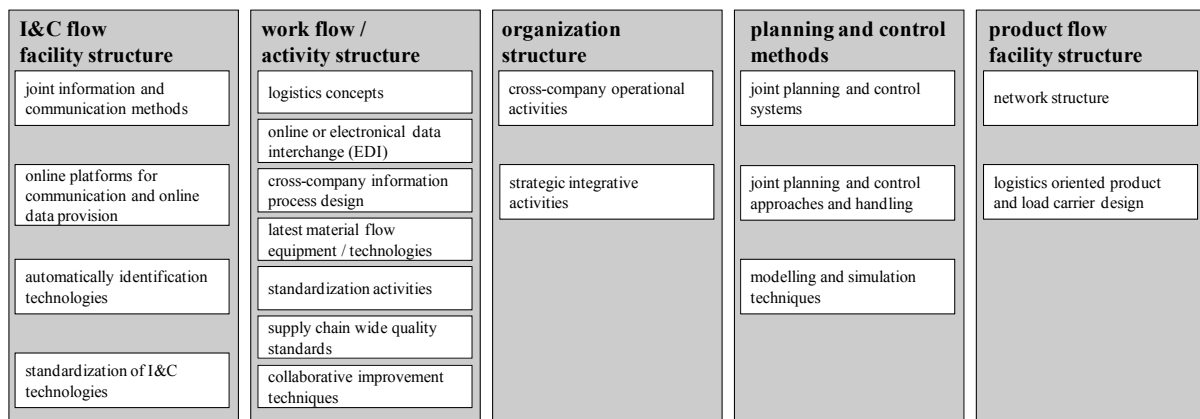 I&C flow
facility structure
joint information and
communication methods
online platforms for
communication and online
data provision
automatically identification
technologies
standardization of I&C
technologies
work flow /
activity structure
logistics concepts
online or electronical data
interchange (EDI)
cross-company information
process design
latest material flow
equipment / technologies
standardization activities
supply chain wide quality
standards
collaborative improvement
techniques
organization
structure
cross-company operational
activities
strategic integrative
activities
planning and control
methods
joint planning and control
systems
joint planning and control
approaches and handling
modelling and simulation
techniques
product flow
facility structure
network structure
logistics oriented product
and load carrier design